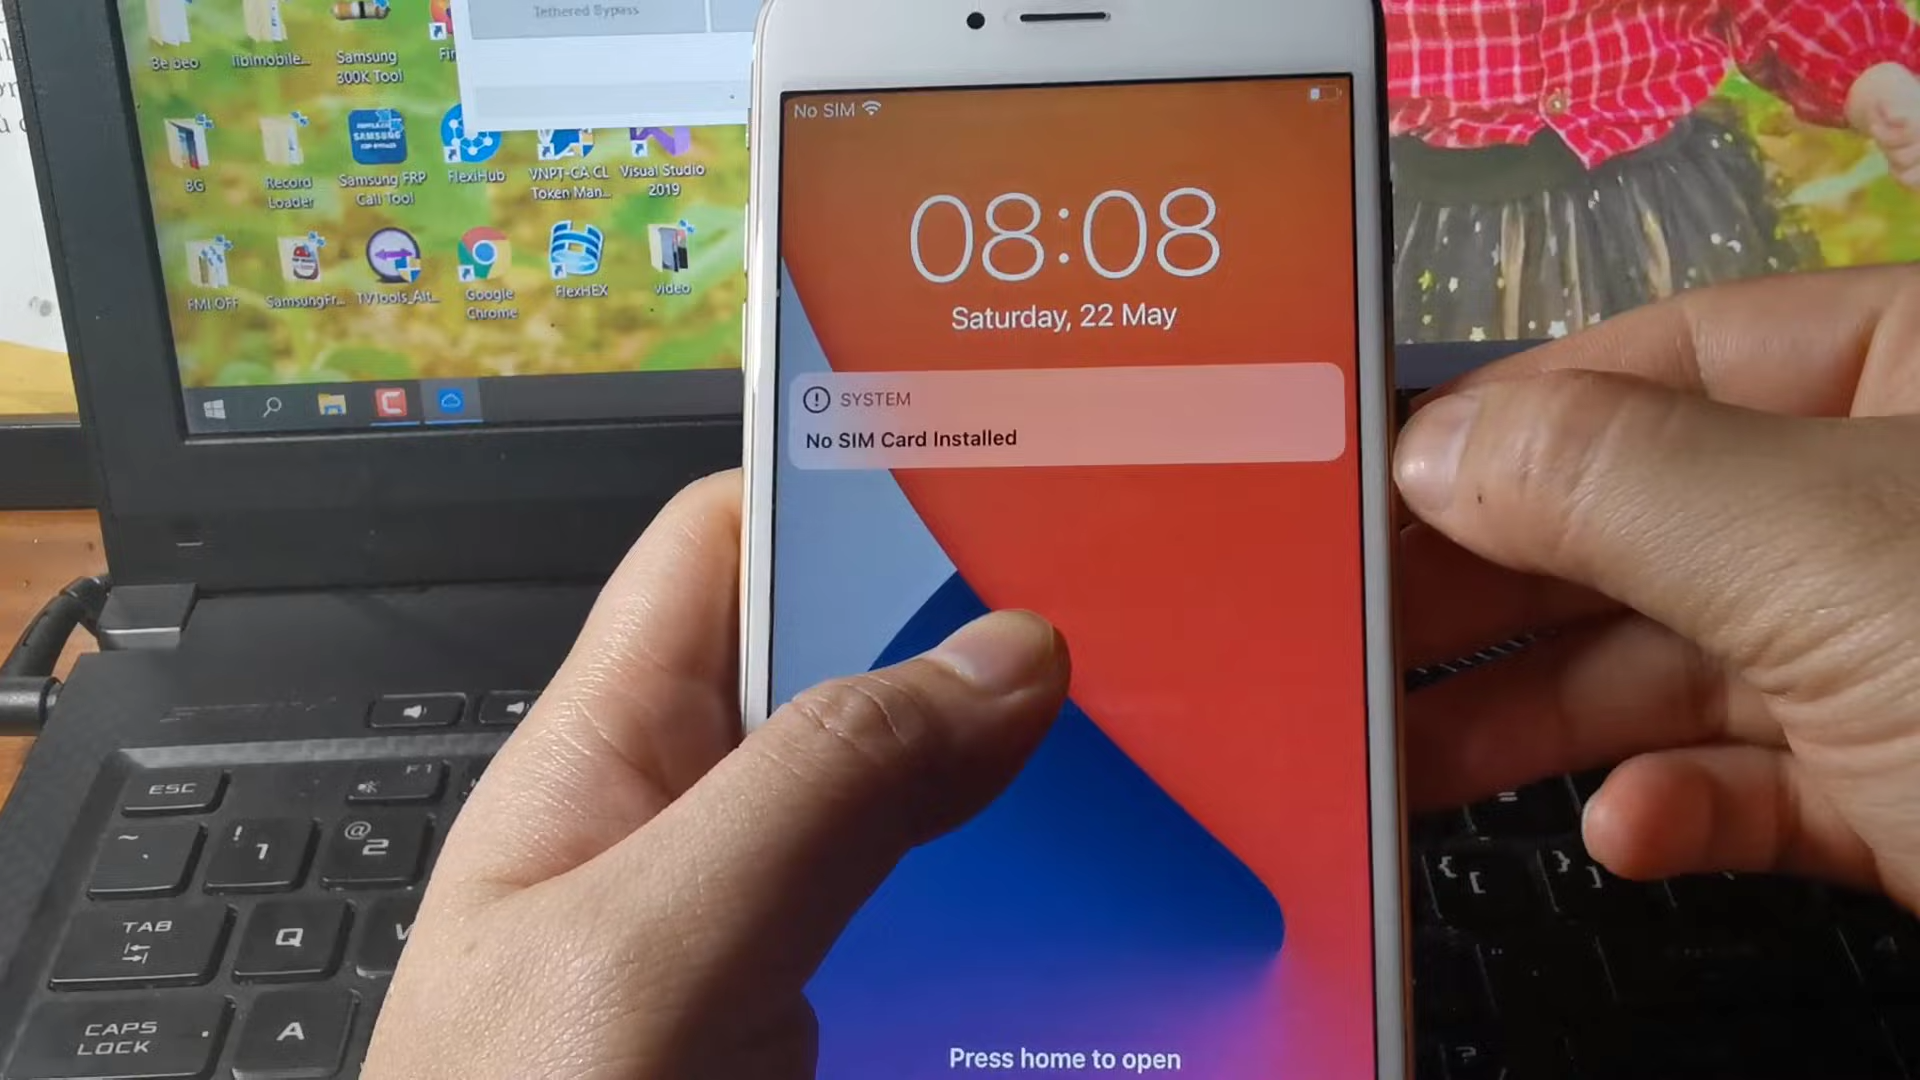 Tethered Bypass
Be beo
libimobile...
Samsung
300K Tool
BG
Record
Loader
Samsung FRP
Call Tool
FlexiHub
VNPT-CA CL
Token Man...
Visual Studio
2019
SAMSUNG
FMI OFF
SamsungFr...
TVTools_Alt...
Google
Chrome
FlexHEX
video
No SIM
08:08
Saturday, 22 May
SYSTEM
No SIM Card Installed
Press home to open
ESC
F1
~
!
1
@
2
TAB
Q
CAPS
LOCK
A
{
[
}
]